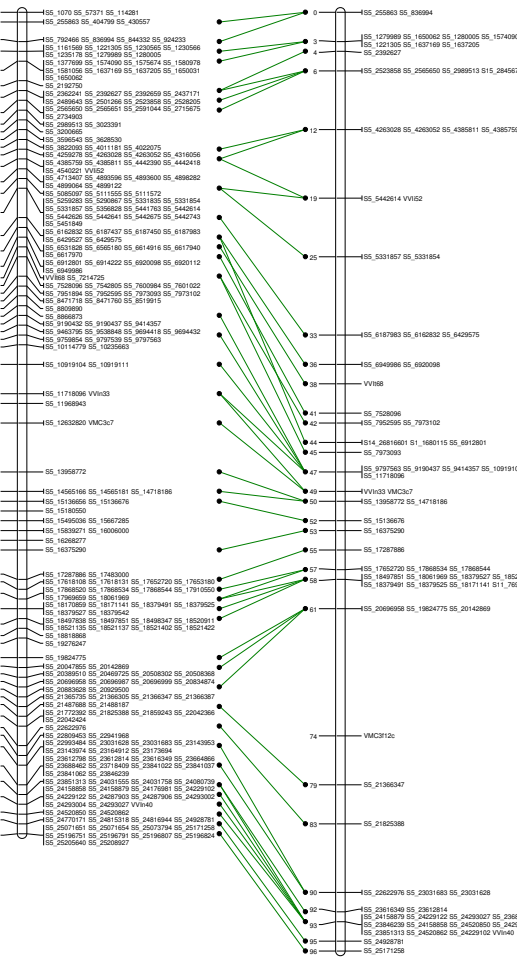 S5_1070 S5_57371 S5_114281
S5_255863 S5_404799 S5_430557
S5_792466 S5_836994 S5_844332 S5_924233
S5_1161569 S5_1221305 S5_1230565 S5_1230566
S5_1235178 S5_1279989 S5_1280005
S5_1377699 S5_1574090 S5_1575674 S5_1580978
S5_1581056 S5_1637169 S5_1637205 S5_1650031
S5_1650062
S5_2192750
S5_2362241 S5_2392627 S5_2392659 S5_2437171
S5_2489643 S5_2501266 S5_2523858 S5_2526205
S5_2565650 S5_2565651 S5_2591044 S5_2715675
S5_2734903
S5_2989513 S5_3023391
S5_3200665
S5_3596543 S5_3628530
S5_3822093 S5_4011181 S5_4022075
S5_4259278 S5_4263028 S5_4263052 S5_4316056
S5_4385759 S5_4385811 S5_4442390 S5_4442418
S5_4540221 VVIi52
S5_4713407 S5_4893596 S5_4893600 S5_4898282
S5_4899064 S5_4899122
S5_5085097 S5_5111555 S5_5111572
S5_5259283 S5_5290867 S5_5331835 S5_5331854
S5_5331857 S5_5356828 S5_5441763 S5_5442614
S5_5442626 S5_5442641 S5_5442675 S5_5442743
S5_5451849
S5_6162832 S5_6187437 S5_6187450 S5_6187983
S5_6429527 S5_6429575
S5_6531828 S5_6565180 S5_6614916 S5_6617940
S5_6617970
S5_6912801 S5_6914222 S5_6920098 S5_6920112
S5_6949986
VVIt68 S5_7214725
S5_7528096 S5_7542805 S5_7600984 S5_7601022
S5_7951894 S5_7952595 S5_7973093 S5_7973102
S5_8471718 S5_8471760 S5_8519915
S5_8809890
S5_8866873
S5_9190432 S5_9190437 S5_9414357
S5_9463795 S5_9538848 S5_9694418 S5_9694432
S5_9759854 S5_9797539 S5_9797563
S5_10114779 S5_10235663
S5_10919104 S5_10919111
S5_11718096 VVIn33
S5_11968943
S5_12632820 VMC3c7
S5_13958772
S5_14565166 S5_14565181 S5_14718186
S5_15136656 S5_15136676
S5_15180550
S5_15495036 S5_15667285
S5_15839271 S5_16006000
S5_16268277
S5_16375290
S5_17287886 S5_17483000
S5_17618108 S5_17618131 S5_17652720 S5_17653180
S5_17868520 S5_17868534 S5_17868544 S5_17910550
S5_17969659 S5_18061969
S5_18170859 S5_18171141 S5_18379491 S5_18379525
S5_18379527 S5_18379542
S5_18497838 S5_18497851 S5_18498347 S5_18520911
S5_18521135 S5_18521137 S5_18521402 S5_18521422
S5_18818868
S5_19276247
S5_19824775
S5_20047855 S5_20142869
S5_20389510 S5_20469725 S5_20508302 S5_20508368
S5_20696958 S5_20696987 S5_20696999 S5_20834874
S5_20883628 S5_20929500
S5_21365735 S5_21366305 S5_21366347 S5_21366387
S5_21487688 S5_21488187
S5_21772392 S5_21825388 S5_21859243 S5_22042366
S5_22042424
S5_22622976
S5_22809453 S5_22941968
S5_22993484 S5_23031628 S5_23031683 S5_23143953
S5_23143974 S5_23164912 S5_23173694
S5_23612798 S5_23612814 S5_23616349 S5_23664866
S5_23688462 S5_23718409 S5_23841022 S5_23841037
S5_23841062 S5_23846239
S5_23851313 S5_24031555 S5_24031758 S5_24080739
S5_24158858 S5_24158879 S5_24176981 S5_24229102
S5_24229122 S5_24287903 S5_24287906 S5_24293002
S5_24293004 S5_24293027 VVIn40
S5_24520850 S5_24520862
S5_24770171 S5_24815318 S5_24816944 S5_24928781
S5_25071651 S5_25071654 S5_25073794 S5_25171258
S5_25196751 S5_25196791 S5_25196807 S5_25196824
S5_25205640 S5_25208927
0 S5_255863 S5_836994
S5_1279989 S5_1650062 S5_1280005 S5_1574090
3 S5_1221305 S5_1637169 S5_1637205
4 S5_2392627
6 S5_2523858 S5_2565650 S5_2989513 S15_284567
12 S5_4263028 S5_4263052 S5_4385811 S5_4385759
19 S5_5442614 VVIi52
25 S5_5331857 S5_5331854
33 S5_6187983 S5_6162832 S5_6429575
36 S5_6949986 S5_6920098
38 VVIt68
41 S5_7528096
42 S5_7952595 S5_7973102
44 S14_26816601 S1_1680115 S5_6912801
45 S5_7973093
47 S5_9797563 S5_9190437 S5_9414357 S5_1091910
S5_11718096
49 VVIn33 VMC3c7
50 S5_13958772 S5_14718186
52 S5_15136676
53 S5_16375290
55 S5_17287886
57 S5_17652720 S5_17868534 S5_17868544
58 S5_18497851 S5_18061969 S5_18379527 S5_1852
S5_18379491 S5_18379525 S5_18171141 S11_769
61 S5_20696958 S5_19824775 S5_20142869
74 VMC3f12c
79 S5_21366347
83 S5_21825388
90 S5_22622976 S5_23031683 S5_23031628
92 S5_23616349 S5_23612814
S5_24158879 S5_24229122 S5_24293027 S5_2368
93 S5_23846239 S5_24158858 S5_24520850 S5_2429
S5_23851313 S5_24520862 S5_24229102 VVIn40
95 S5_24928781
96 S5_25171258